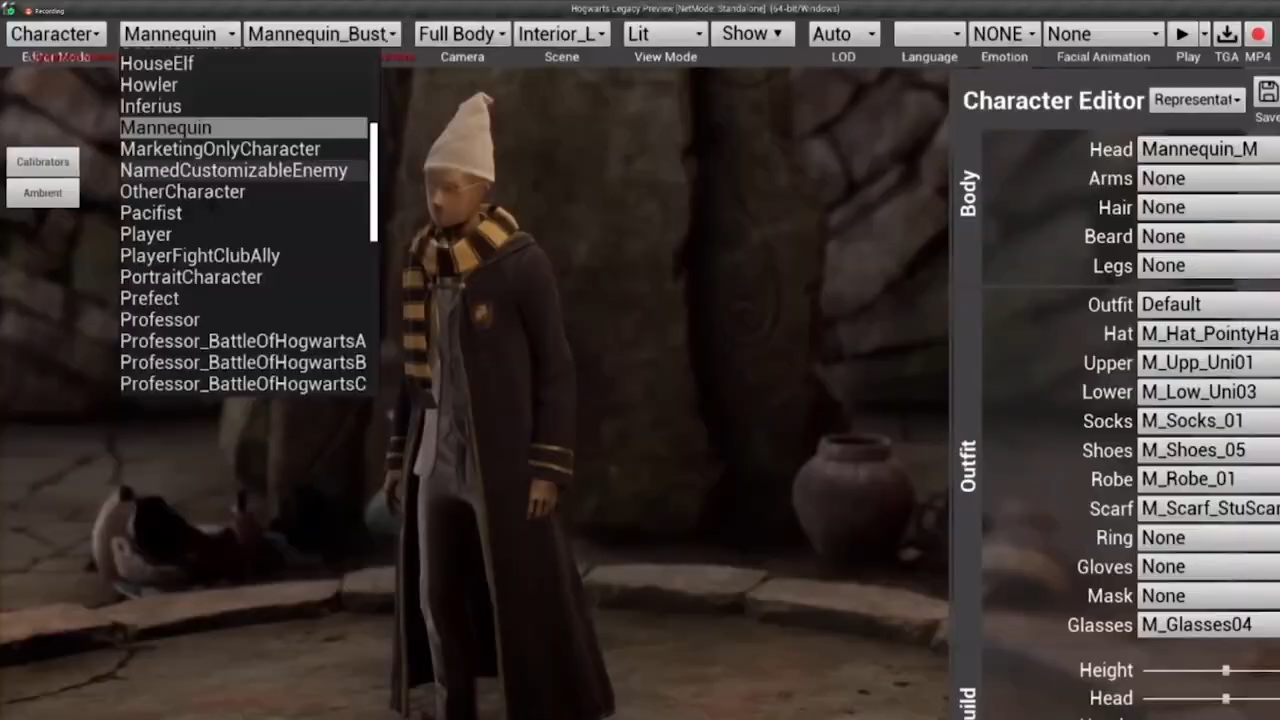 Recording
Hogwarts Legacy Preview [NetMode: Standalone] (64-bit/Windows)
Character
Mannequin
Mannequin_Bust
Full Body
Interior_L
Lit
Show
Auto
NONE
None
Editor Mode
Camera
Scene
View Mode
LOD
Language
Emotion
Facial Animation
Play
TGA
MP4
HouseElf
Howler
Inferius
Mannequin
MarketingOnlyCharacter
NamedCustomizableEnemy
OtherCharacter
Pacifist
Player
PlayerFightClubAlly
PortraitCharacter
Prefect
Professor
Professor_BattleOfHogwartsA
Professor_BattleOfHogwartsB
Professor_BattleOfHogwartsC
Calibrators
Ambient
Character Editor
Representat
Save
Body
Head Mannequin_M
Arms None
Hair None
Beard None
Legs None
Outfit
Outfit Default
Hat M_Hat_PointyHa
Upper M_Upp_Uni01
Lower M_Low_Uni03
Socks M_Socks_01
Shoes M_Shoes_05
Robe M_Robe_01
Scarf M_Scarf_StuScar
Ring None
Gloves None
Mask None
Glasses M_Glasses04
uild
Height
Head